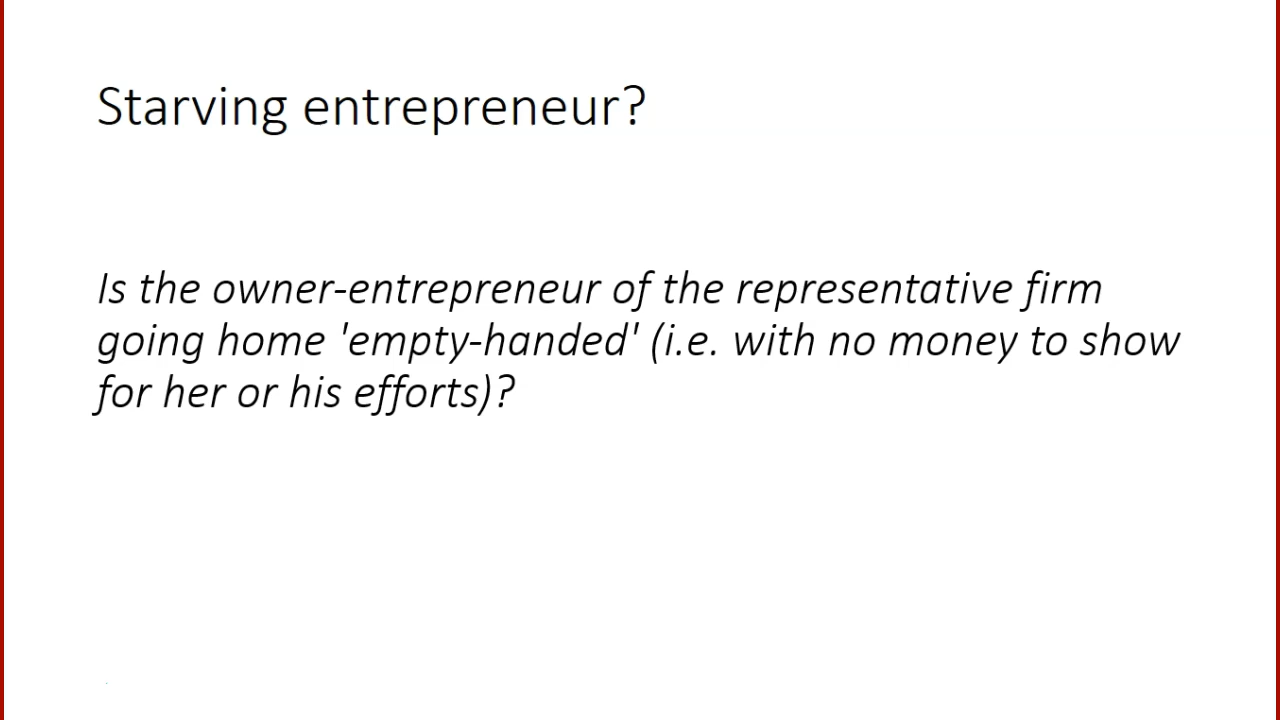 Starving entrepreneur?
Is the owner-entrepreneur of the representative firm
going home 'empty-handed' (i.e. with no money to show
for her or his efforts)?